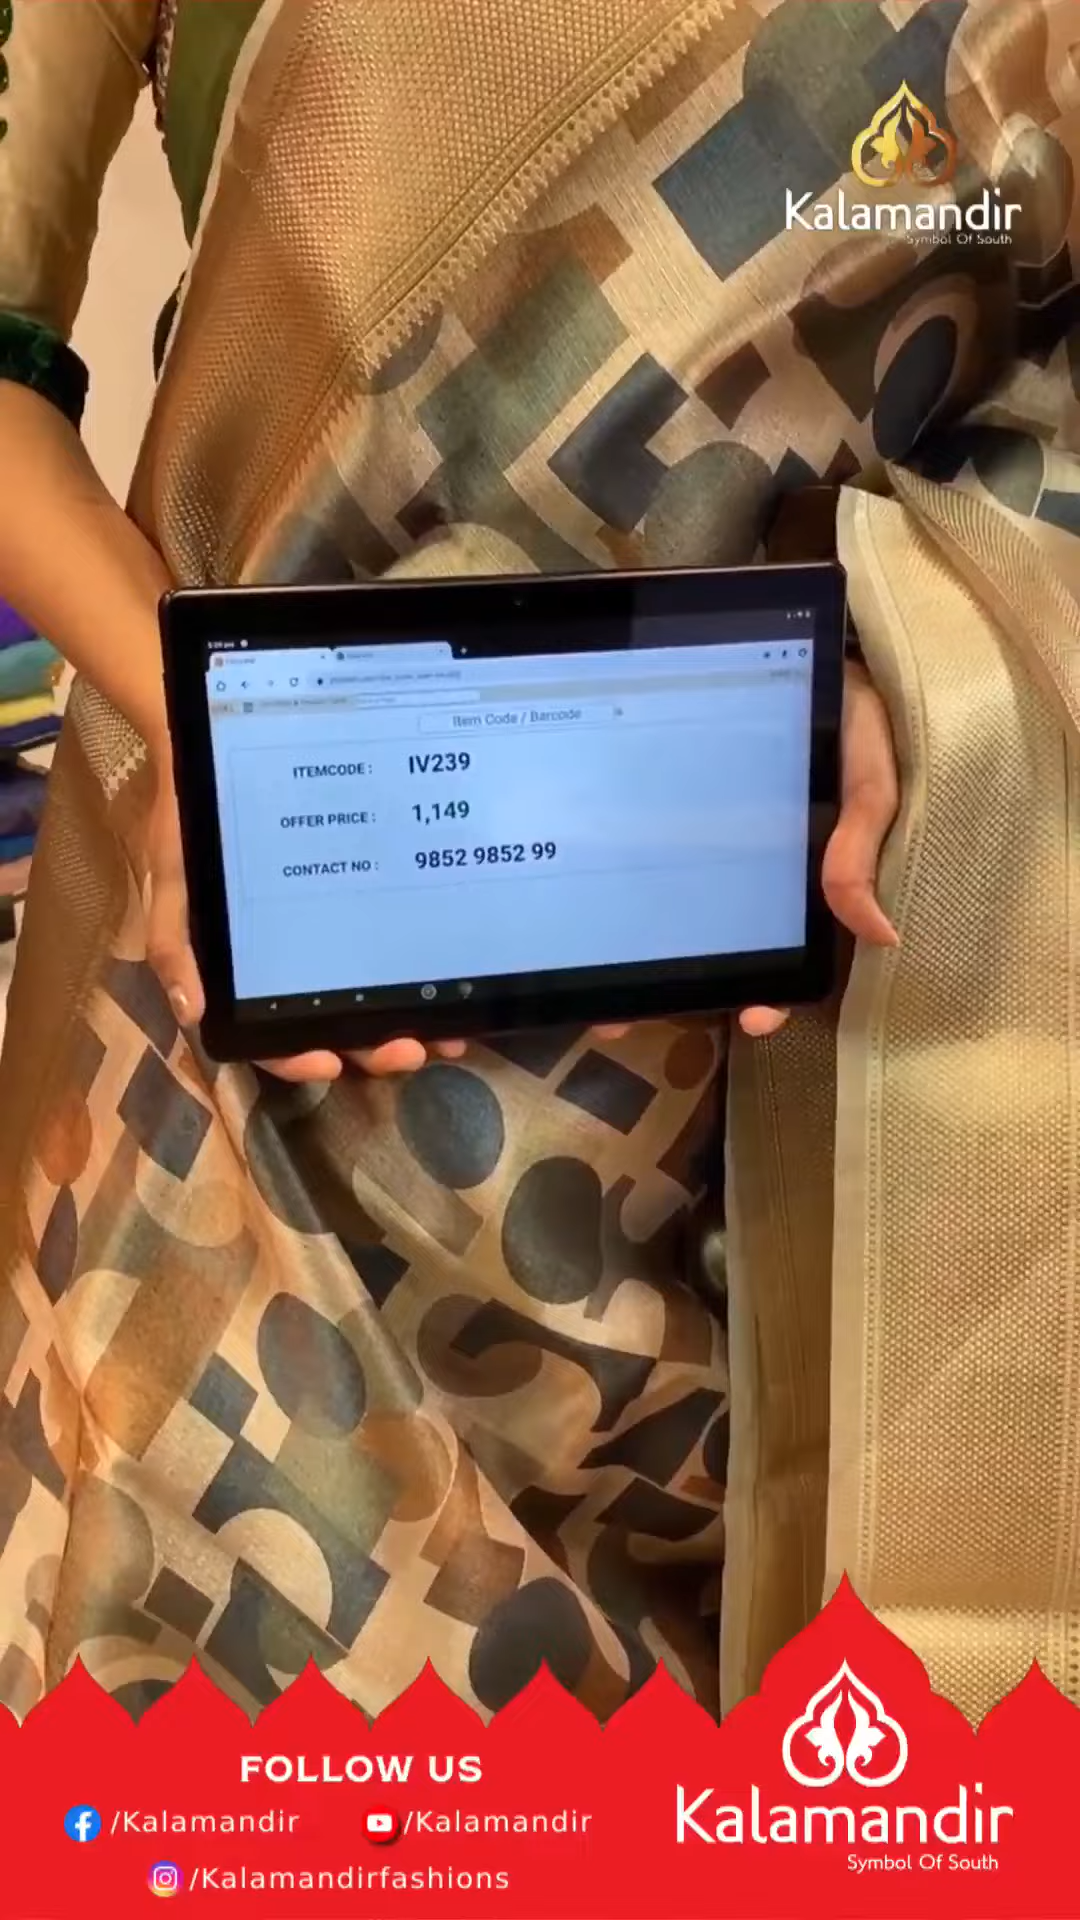 Kalamandir
Symbol Of South
Item Code / Barcode
ITEMCODE : IV239
OFFER PRICE : 1,149
CONTACT NO : 9852 9852 99
FOLLOW US
/Kalamandir
/Kalamandir
/Kalamandirfashions
Kalamandir
Symbol Of South